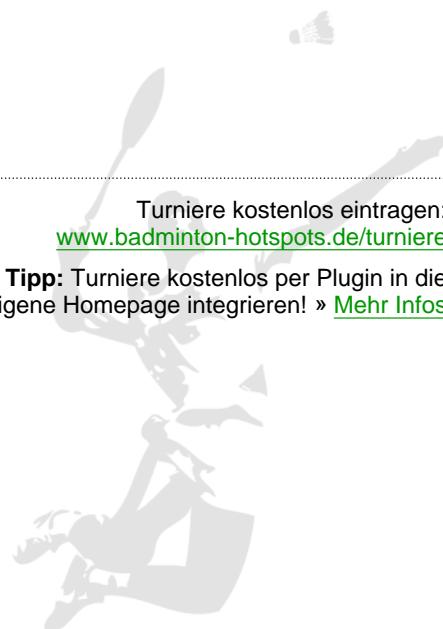 Turniere kostenlos eintragen:
www.badminton-hotspots.de/turniere
Tipp: Turniere kostenlos per Plugin in die
igene Homepage integrieren! » Mehr Infos